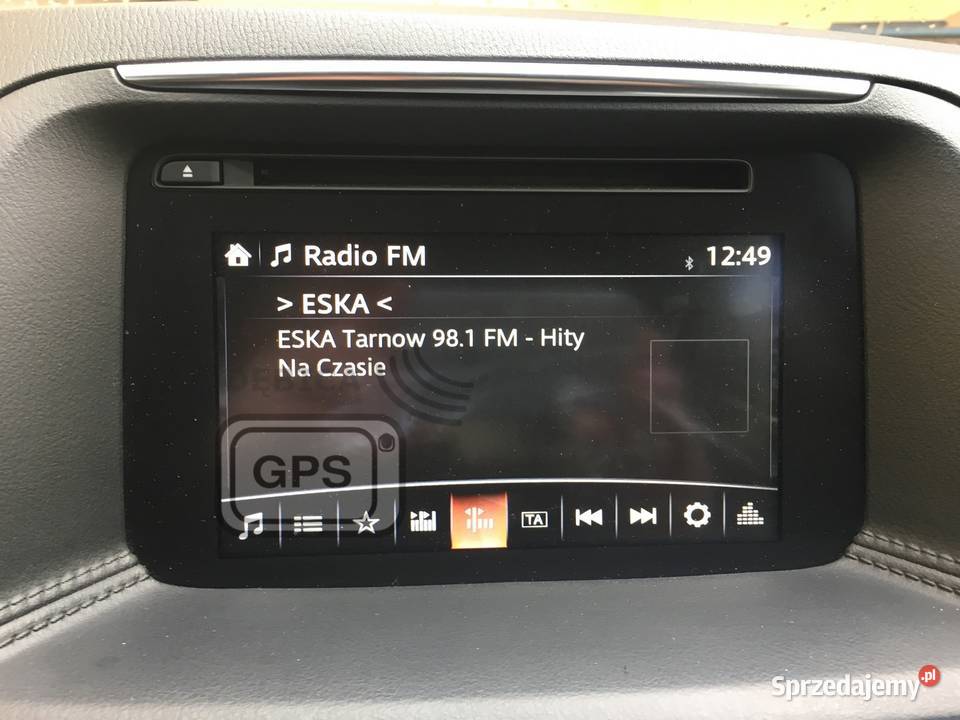 Radio FM
12:49
> ESKA <
ESKA Tarnow 98.1 FM - Hity
Na Czasie
GPS
TA
Sprzedajemy.pl